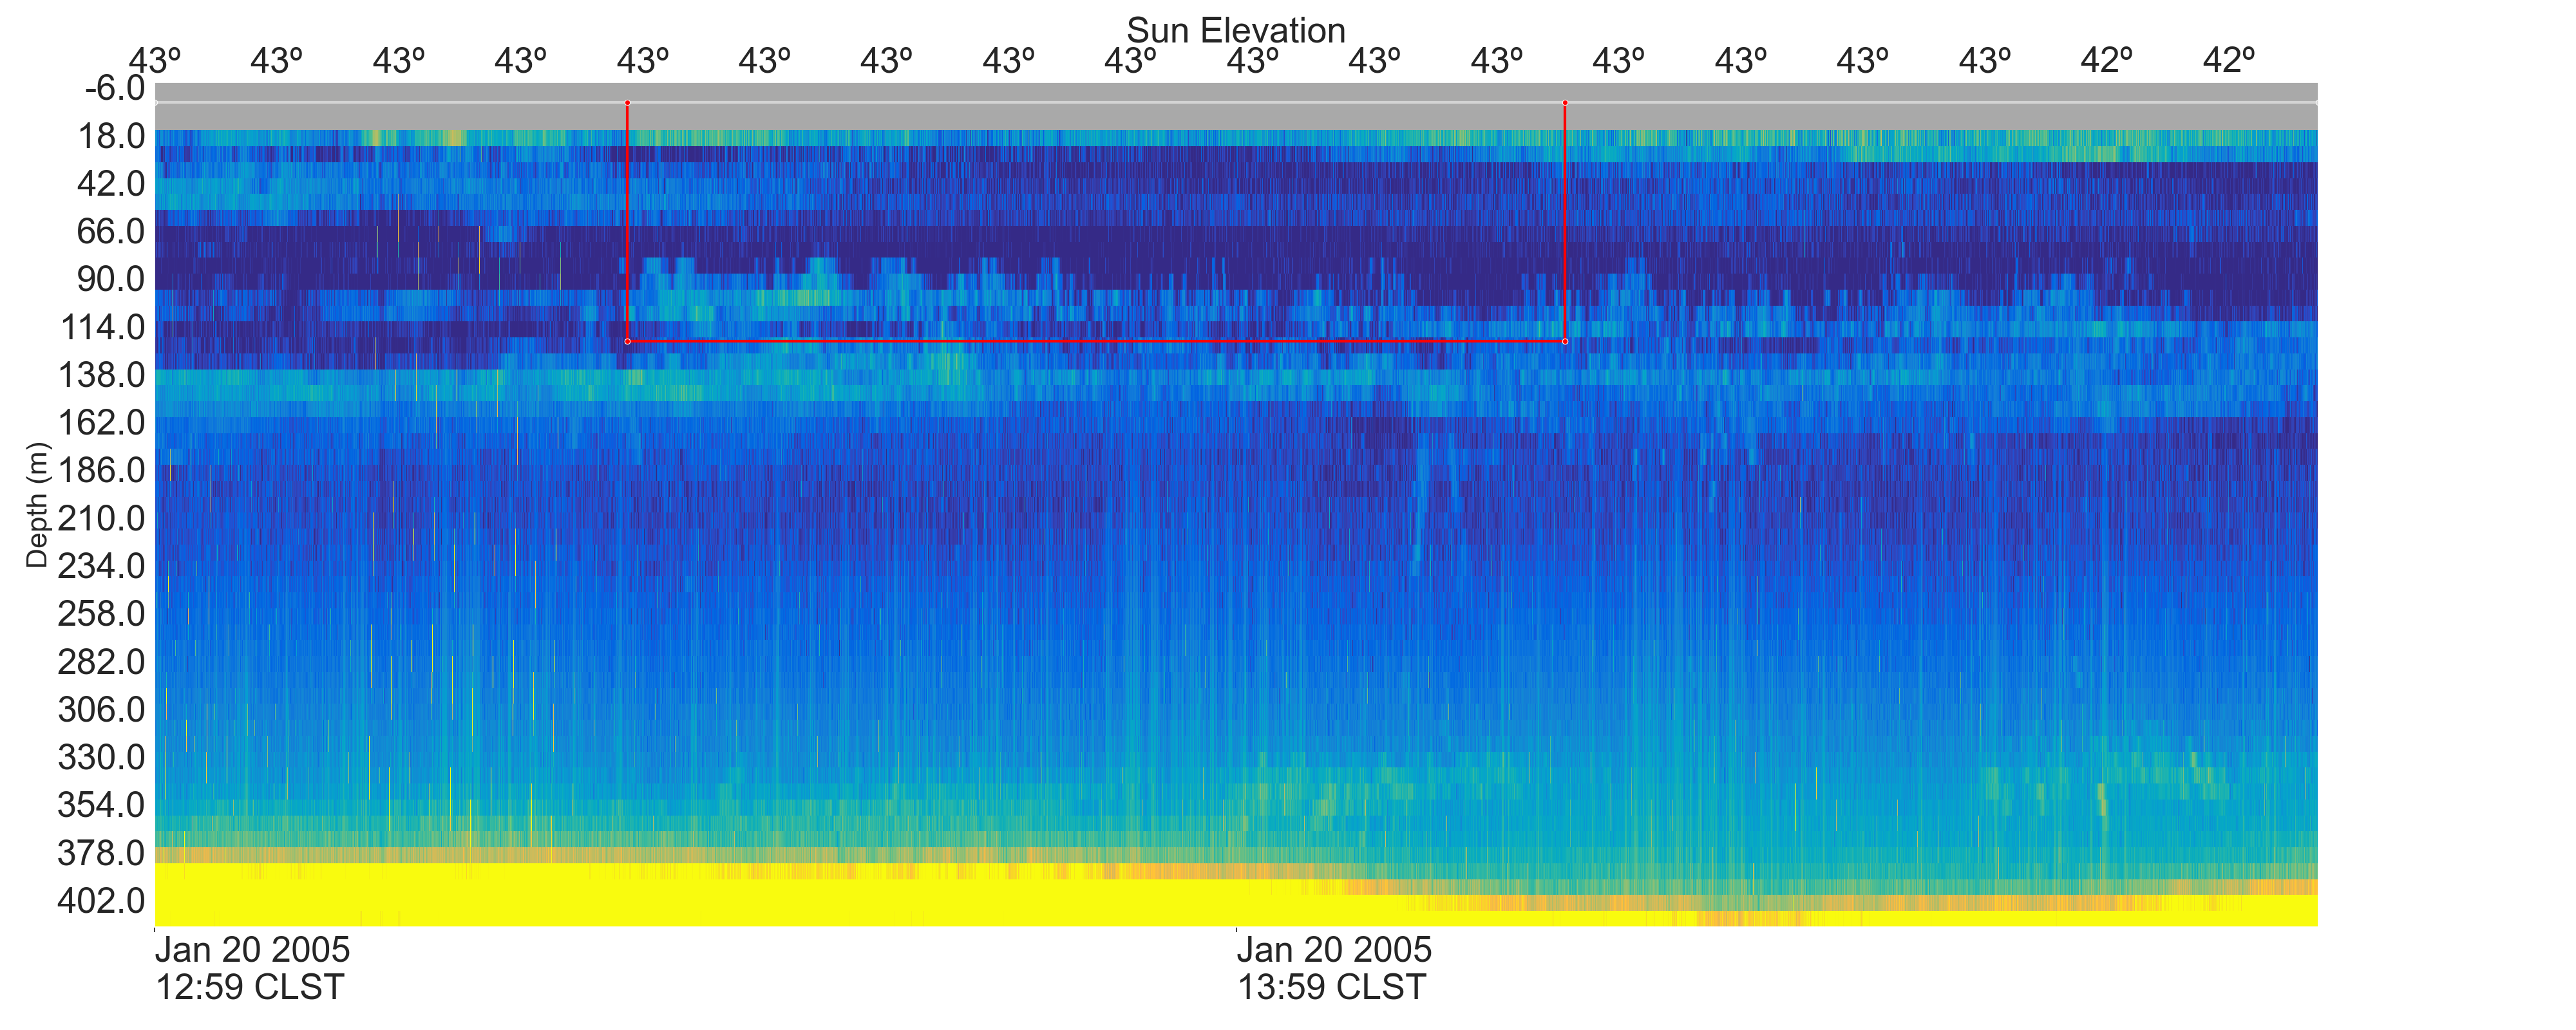 Sun Elevation
43º 43º 43º 43º 43º 43º 43º 43º 43º 43º 43º 43º 43º 43º 43º 43º 42º 42º
-6.0
18.0
42.0
66.0
90.0
114.0
138.0
162.0
186.0
210.0
234.0
258.0
282.0
306.0
330.0
354.0
378.0
402.0
Depth (m)
Jan 20 2005
12:59 CLST
Jan 20 2005
13:59 CLST